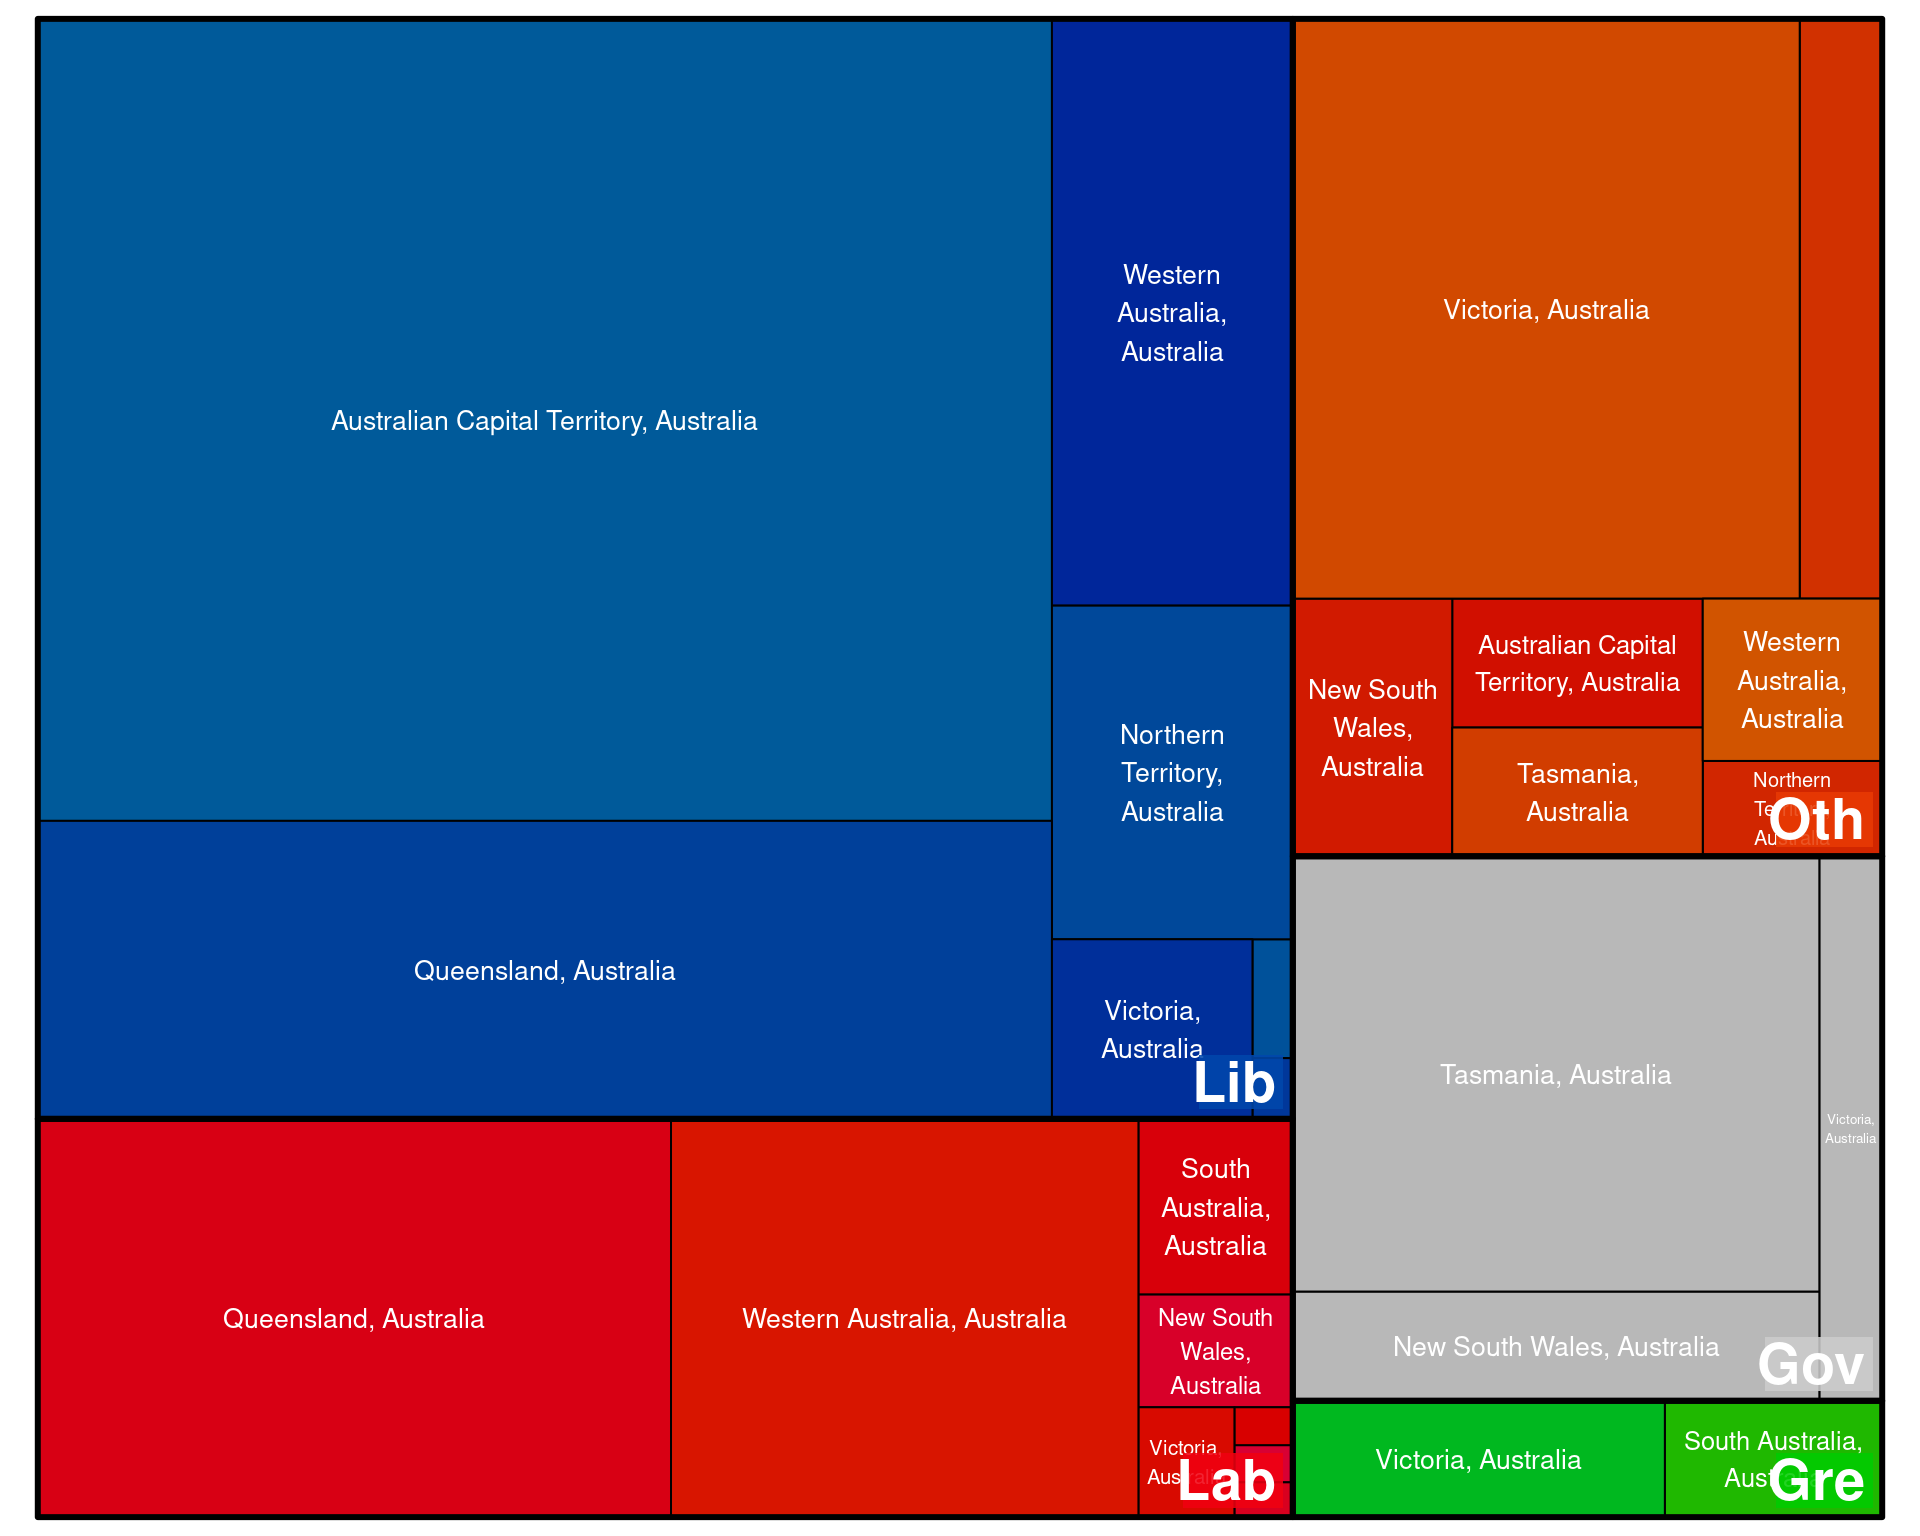 Australian Capital Territory, Australia
Western
Australia,
Australia
Northern
Territory,
Australia
Queensland, Australia
Victoria,
Australia
Lib
Queensland, Australia
Western Australia, Australia
South
Australia,
Australia
New South
Wales,
Australia
Victoria,
Lab
Victoria, Australia
New South
Wales,
Australia
Australian Capital
Territory, Australia
Tasmania,
Australia
Western
Australia,
Australia
Northern
Oth
Tasmania, Australia
Victoria,
Australia
New South Wales, Australia
Gov
Victoria, Australia
South Australia,
Gre